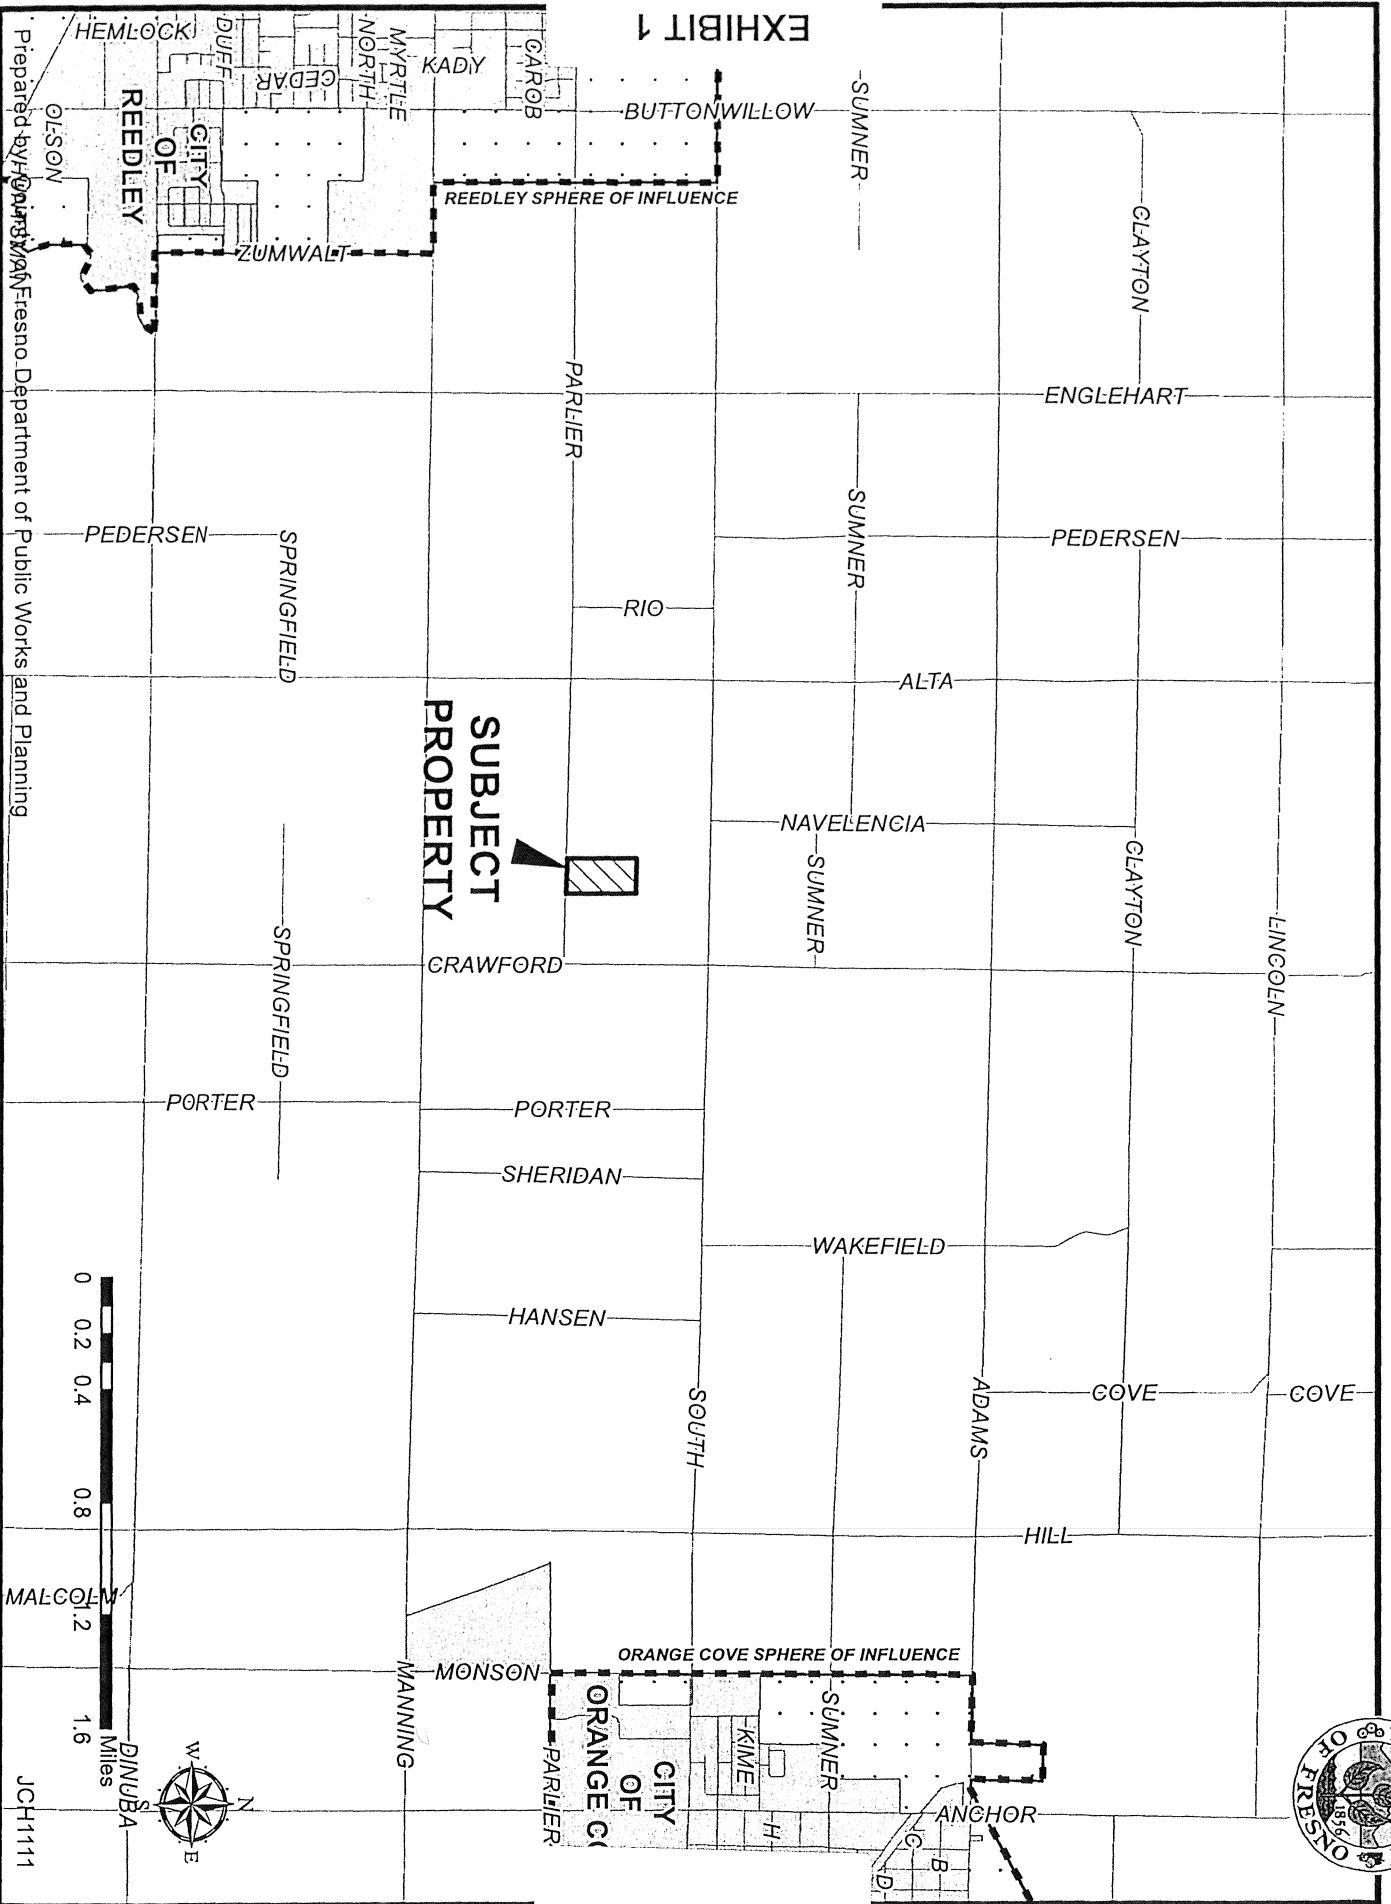 EXHIBIT 1
LINCOLN
CLAYTON
CLAYTON
SUMNER
SUMNER
SUMNER
SUMNER
ADAMS
SOUTH
PARLIER
PARLIER
MANNING
SPRINGFIELD
SPRINGFIELD
DINUBA
BUTTONWILLOW
ZUMWALT
ENGLEHART
PEDERSEN
PEDERSEN
RIO
ALTA
NAVELENCIA
CRAWFORD
PORTER
PORTER
SHERIDAN
WAKEFIELD
HANSEN
COVE
COVE
HILL
MALCOLM
MONSON
ANCHOR
KIME
H
B
C
D
CAROB
KADY
MYRTLE
NORTH
CEDAR
DUFF
HEMLOCK
OLSON
CITY
OF
REEDLEY
REEDLEY SPHERE OF INFLUENCE
SUBJECT
PROPERTY
ORANGE COVE SPHERE OF INFLUENCE
CITY
OF
ORANGE CO
OF FRESNO
1856
0 0.2 0.4 0.8 1.2 1.6
Miles
N
W
E
S
Prepared by: County of Fresno Department of Public Works and Planning
JCH1111